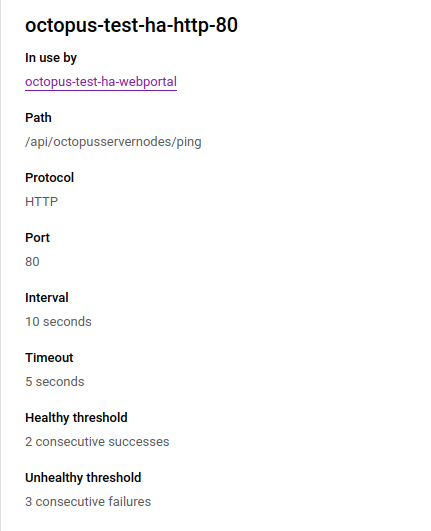 octopus-test-ha-http-80
In use by
octopus-test-ha-webportal
Path
/api/octopusservernodes/ping
Protocol
HTTP
Port
80
Interval
10 seconds
Timeout
5 seconds
Healthy threshold
2 consecutive successes
Unhealthy threshold
3 consecutive failures